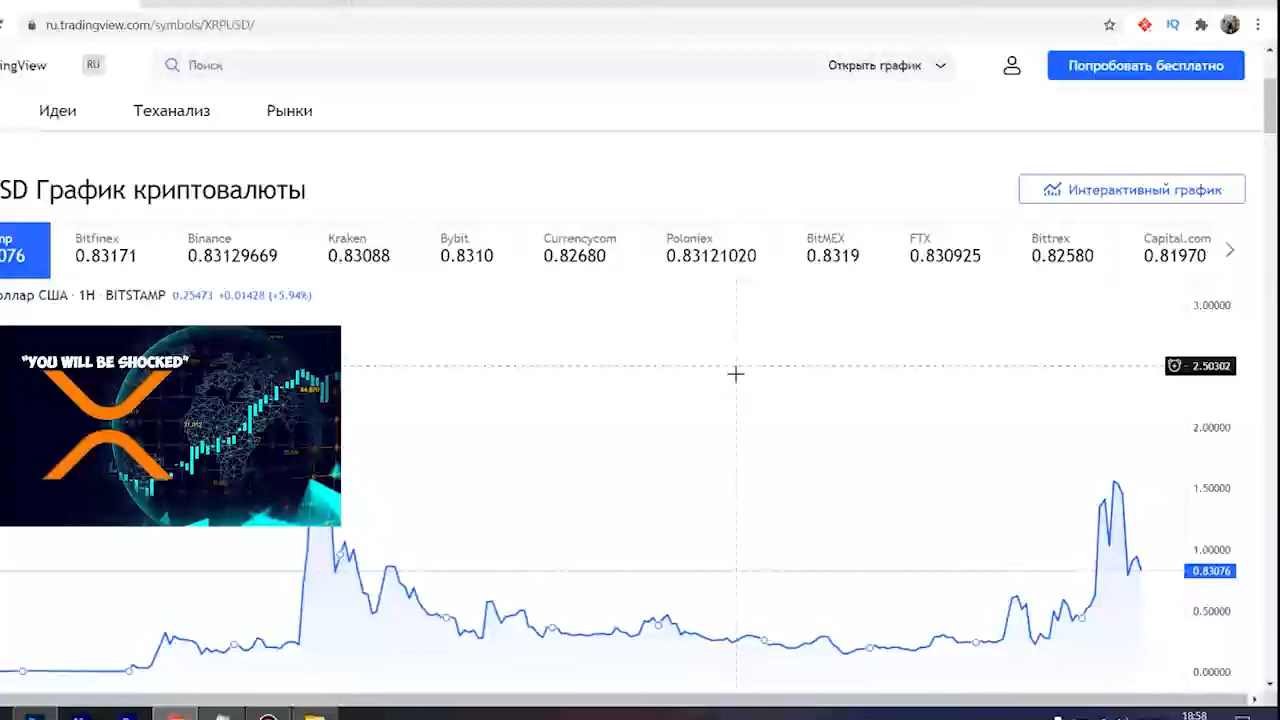 ru.tradingview.com/symbols/XRPUSD/
IQ
ingView
RU
Поиск
Открыть график
Попробовать бесплатно
Идеи
Теханализ
Рынки
SD График криптовалюты
Интерактивный график
mp
Bitfinex
Binance
Kraken
Bybit
Currencycom
Poloniex
BitMEX
FTX
Bittrex
Capital.com
076
0.83171
0.83129669
0.83088
0.8310
0.82680
0.83121020
0.8319
0.830925
0.82580
0.81970
оллар США · 1H · BITSTAMP 0.25473 +0.01428 (+5.94%)
3.00000
"YOU WILL BE SHOCKED"
2.50302
2.00000
1.50000
1.00000
0.83076
0.50000
0.00000
18:58